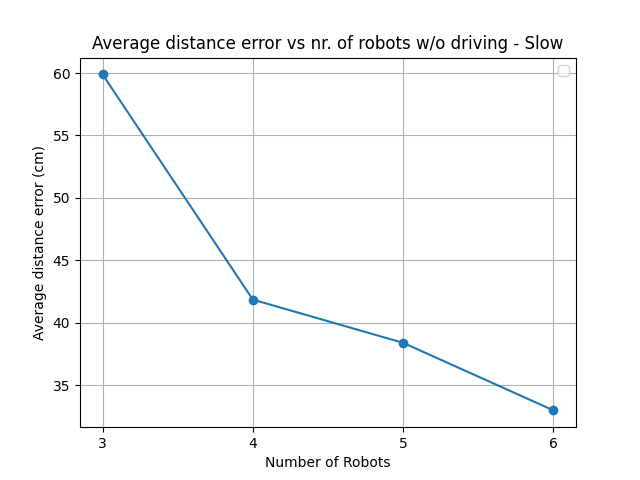 Average distance error vs nr. of robots w/o driving - Slow
60
55
50
45
40
35
Average distance error (cm)
3 4 5 6
Number of Robots